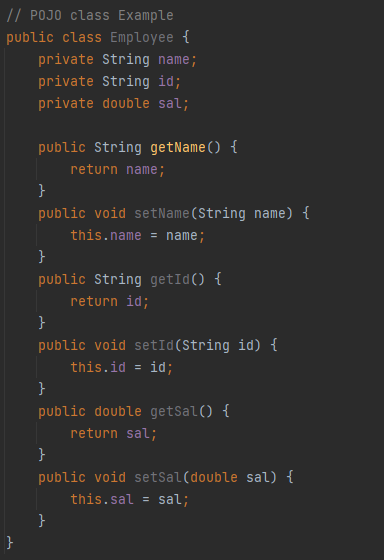 // POJO class Example
public class Employee {
    private String name;
    private String id;
    private double sal;

    public String getName() {
        return name;
    }
    public void setName(String name) {
        this.name = name;
    }
    public String getId() {
        return id;
    }
    public void setId(String id) {
        this.id = id;
    }
    public double getSal() {
        return sal;
    }
    public void setSal(double sal) {
        this.sal = sal;
    }
}